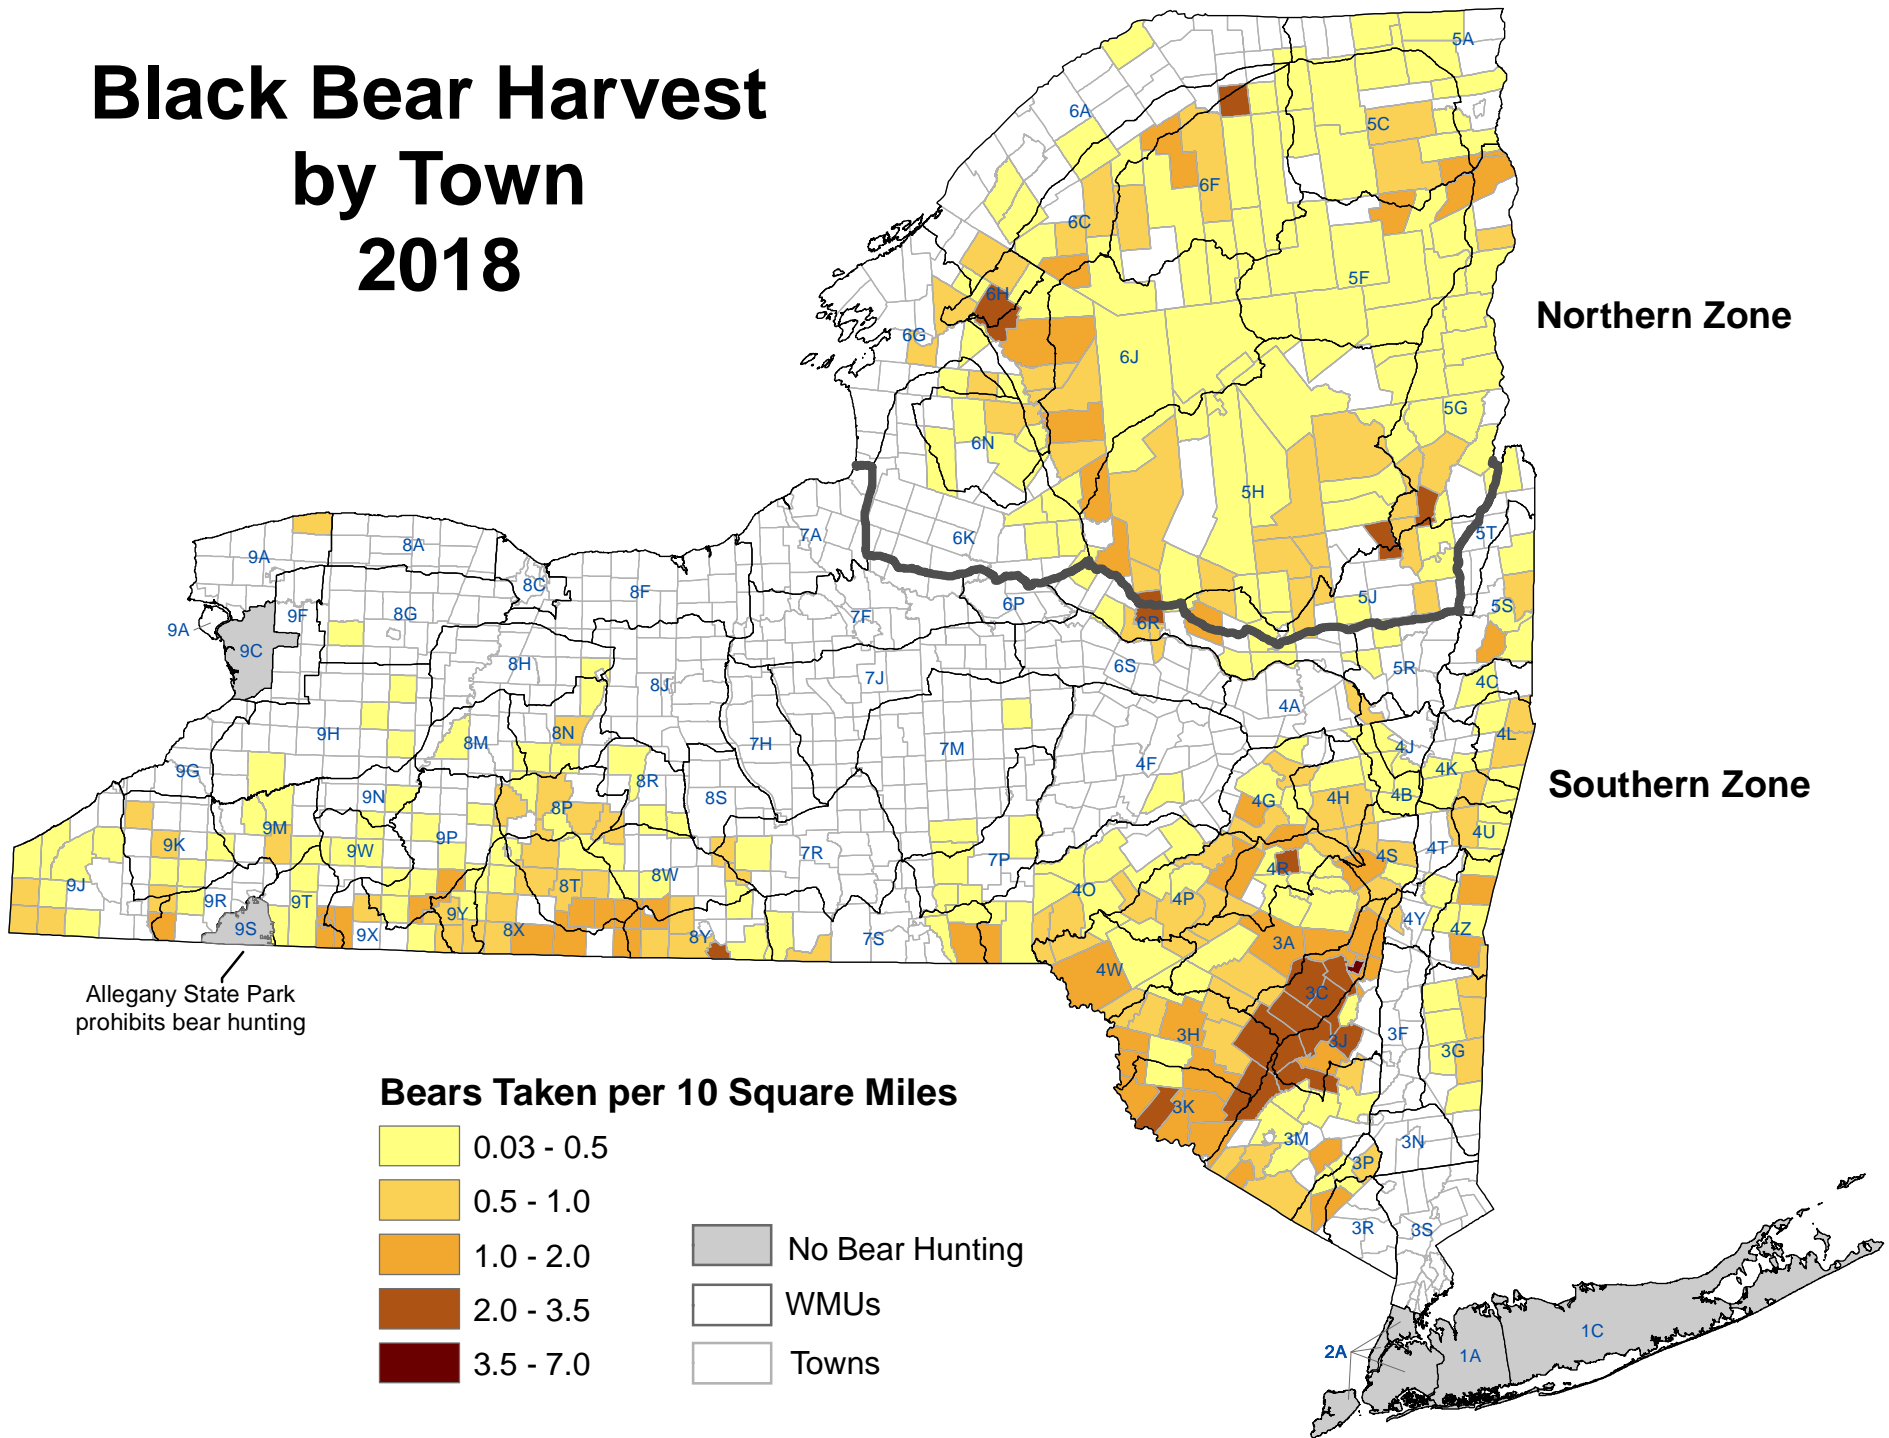 Black Bear Harvest
by Town
2018
Northern Zone
Southern Zone
5A
6A
5C
6F
6C
5F
6H
6G
6J
5G
6N
5H
7A
6K
5T
9A
8A
8C
8F
6P
5J
5S
9A
9F
8G
7F
6R
9C
8H
6S
5R
8J
7J
4C
4A
9H
8M
8N
7H
7M
4J
4L
9G
8R
4F
4K
9N
8S
4G
4H
4B
8P
9M
9P
4U
9K
9W
7R
7P
4R
4S
4T
9J
8T
8W
4O
4P
9R
9T
9Y
4Y
9S
9X
8X
8Y
7S
3A
4Z
4W
3C
3H
3J
3F
3G
3K
3M
3N
3P
3R
3S
2A
1A
1C
Allegany State Park
prohibits bear hunting
Bears Taken per 10 Square Miles
0.03 - 0.5
0.5 - 1.0
1.0 - 2.0
2.0 - 3.5
3.5 - 7.0
No Bear Hunting
WMUs
Towns